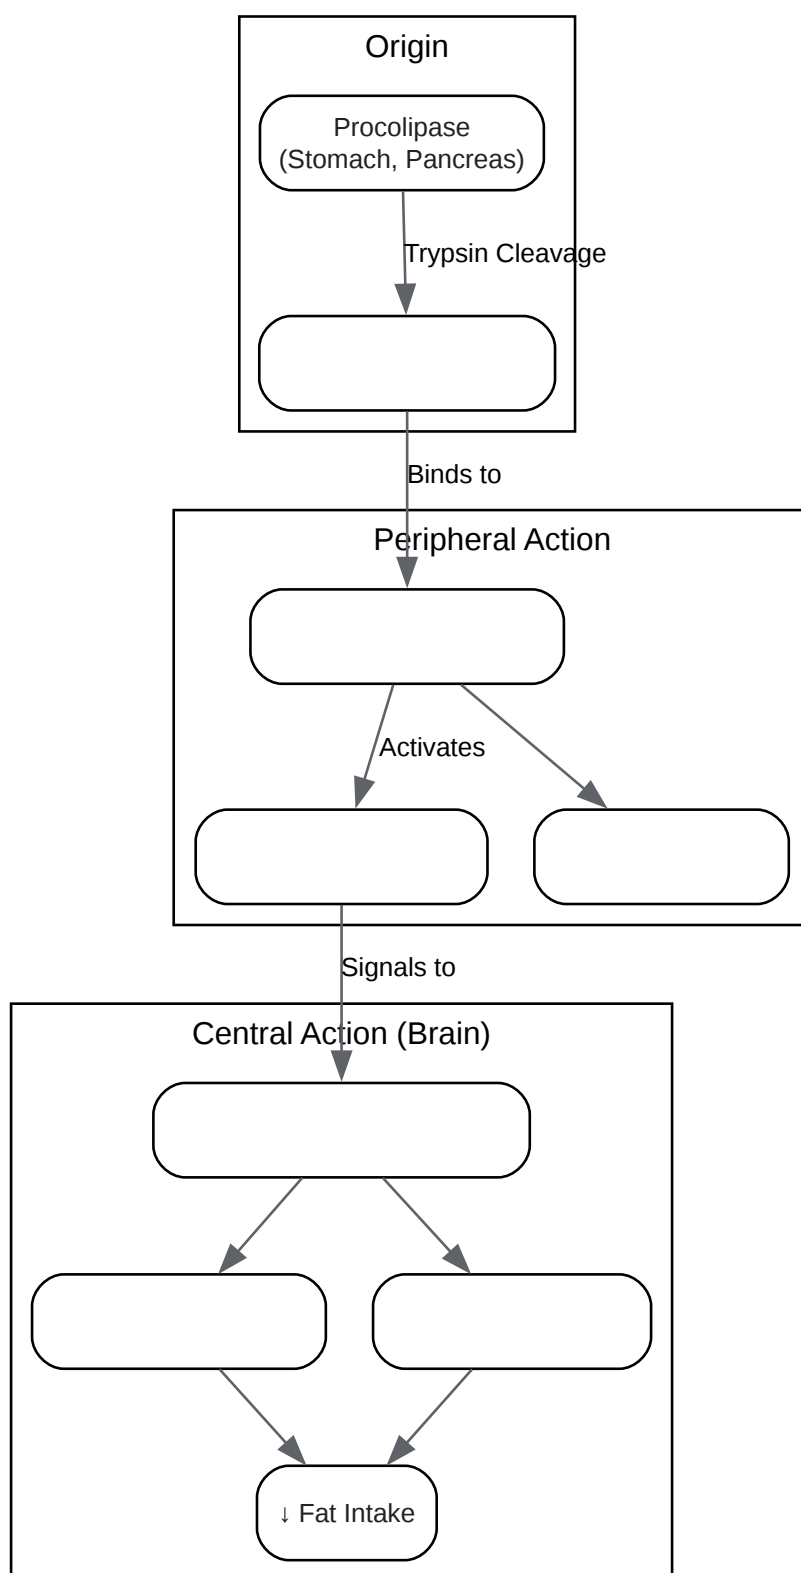 Origin
Procolipase
(Stomach, Pancreas)
Trypsin Cleavage
Binds to
Peripheral Action
Activates
Signals to
Central Action (Brain)
↓ Fat Intake